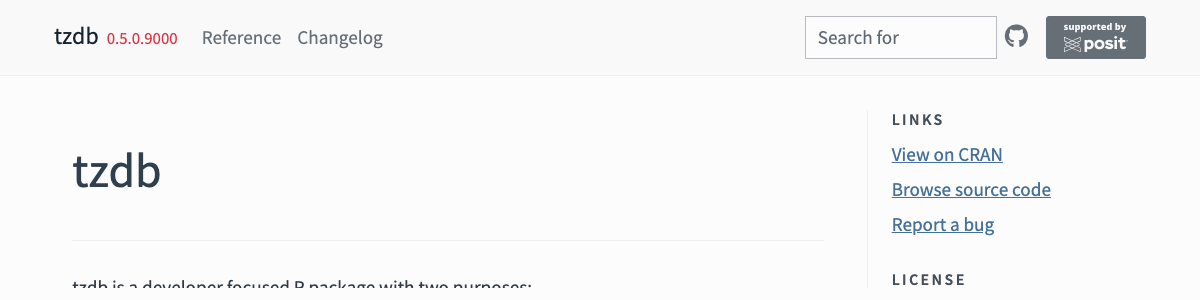 tzdb 0.5.0.9000 Reference Changelog Search for supported by posit
LINKS
View on CRAN
tzdb
Browse source code
Report a bug
LICENSE
tzdb is a developer focused R package with two purposes: